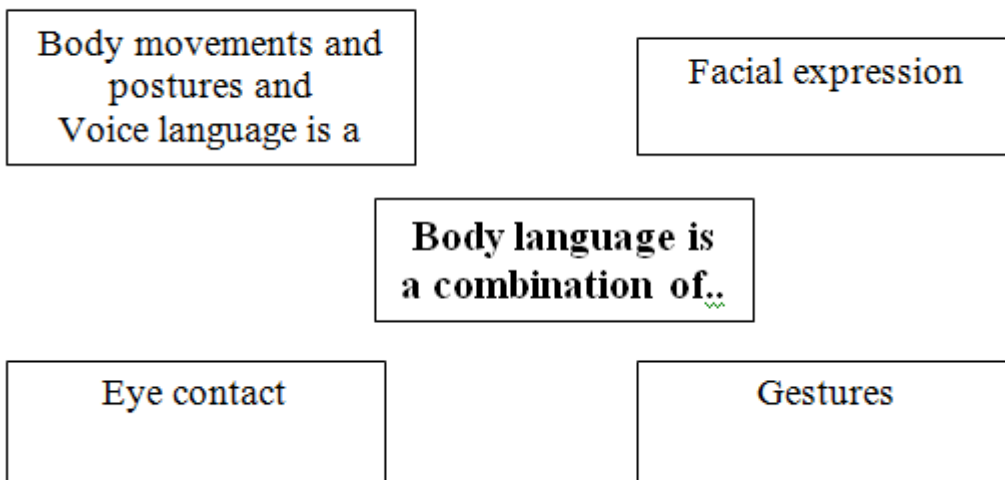 Body movements and
postures and
Voice language is a
Facial expression
Body language is
a combination of..
Eye contact
Gestures